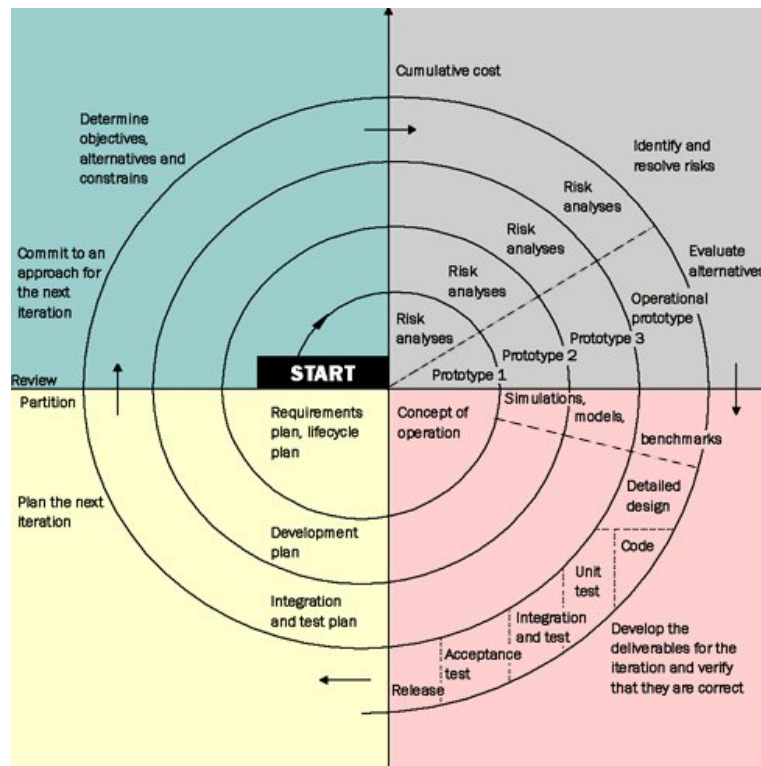 Cumulative cost
Determine
objectives,
alternatives and
constrains
Identify and
resolve risks
Risk
analyses
Risk
analyses
Commit to an
approach for
the next
iteration
Evaluate
alternatives
Risk
analyses
Operational
prototype
Risk
analyses
Prototype 3
Prototype 2
START
Prototype 1
Review
Partition
Requirements
plan, lifecycle
plan
Concept of
operation
Simulations,
models,
benchmarks
Plan the next
iteration
Detailed
design
Development
plan
Code
Unit
test
Integration
and test plan
Integration
and test
Develop the
deliverables for the
iteration and verify
that they are correct
Acceptance
test
Release